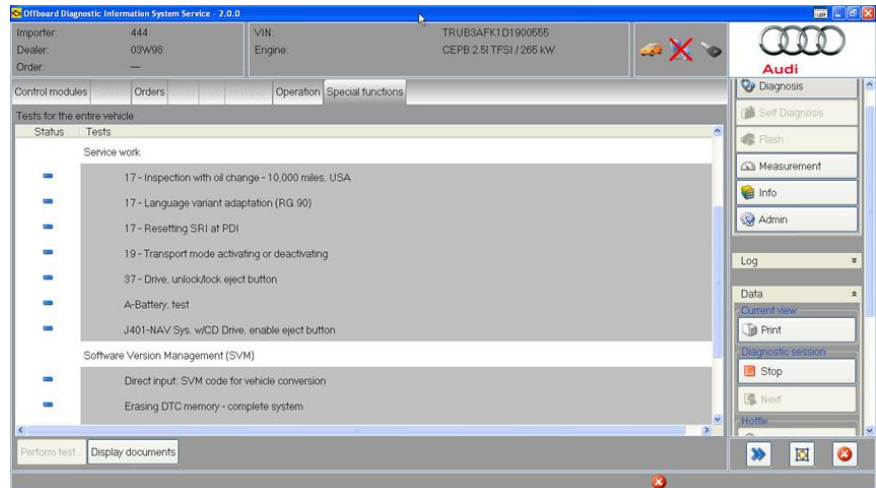 Offboard Diagnostic Information System Service - 2.0.0
Importer: 444 VIN: TRUB3AFK1D1900555
Dealer: 03W98 Engine: CEPB 2.5l TFSI / 265 kW
Order: —
Audi
Control modules Orders Operation Special functions
Tests for the entire vehicle
Status Tests
Service work
17 - Inspection with oil change - 10,000 miles, USA
17 - Language variant adaptation (RG.90)
17 - Resetting SRI at PDI
19 - Transport mode activating or deactivating
37 - Drive, unlock/lock eject button
A-Battery, test
J401-NAV Sys. w/CD Drive, enable eject button
Software Version Management (SVM)
Direct input: SVM code for vehicle conversion
Erasing DTC memory - complete system
Perform test... Display documents
Diagnosis
Self Diagnosis
Flash
Measurement
Info
Admin
Log
Data
Current view
Print
Diagnostic session
Stop
Next
Hotfix